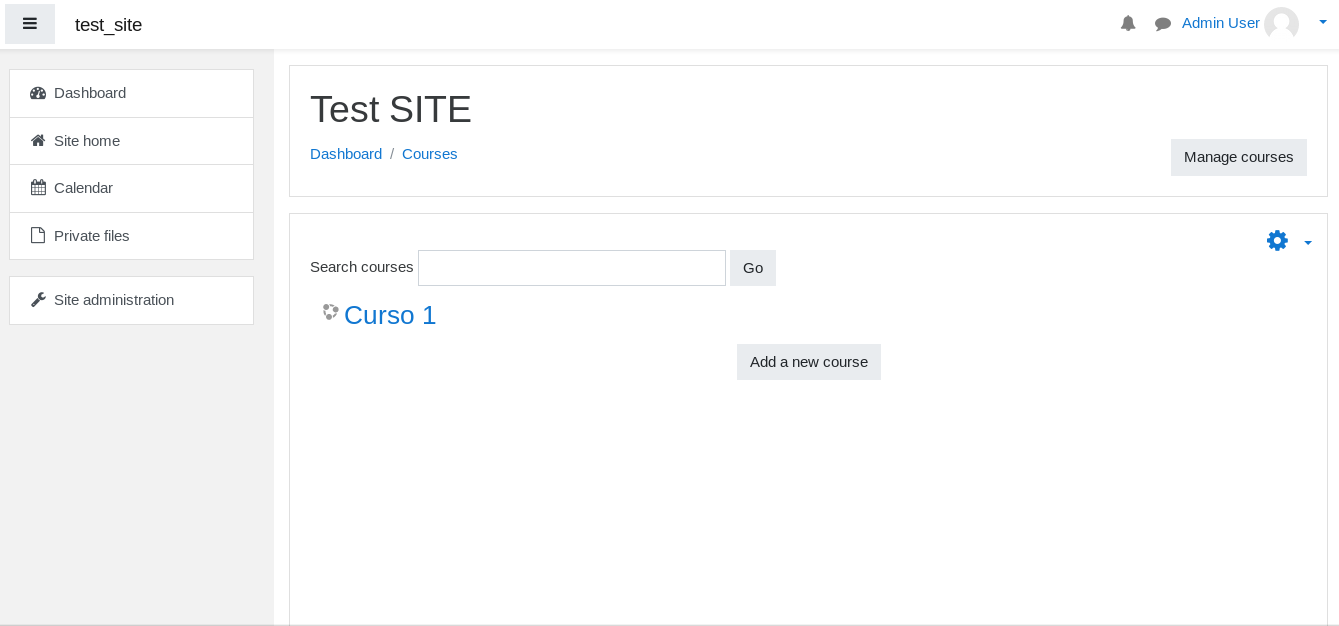 test_site
Admin User
Dashboard
Site home
Calendar
Private files
Site administration
Test SITE
Dashboard / Courses
Manage courses
Search courses Go
Curso 1
Add a new course